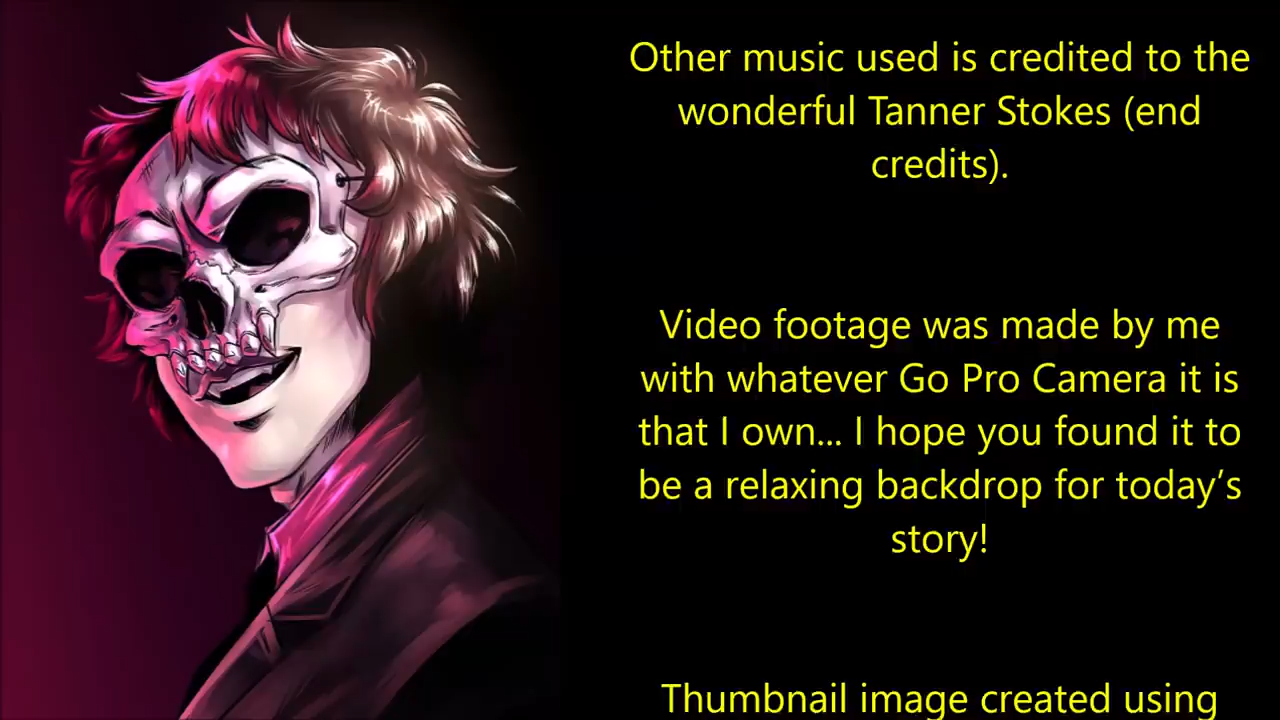 Other music used is credited to the
wonderful Tanner Stokes (end
credits).
Video footage was made by me
with whatever Go Pro Camera it is
that I own... I hope you found it to
be a relaxing backdrop for today’s
story!
Thumbnail image created using